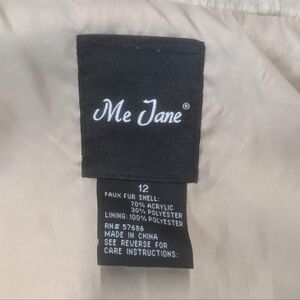 Me Jane®
12
FAUX FUR SHELL:
70% ACRYLIC
30% POLYESTER
LINING: 100% POLYESTER
RN# 57686
MADE IN CHINA
SEE REVERSE FOR
CARE INSTRUCTIONS: